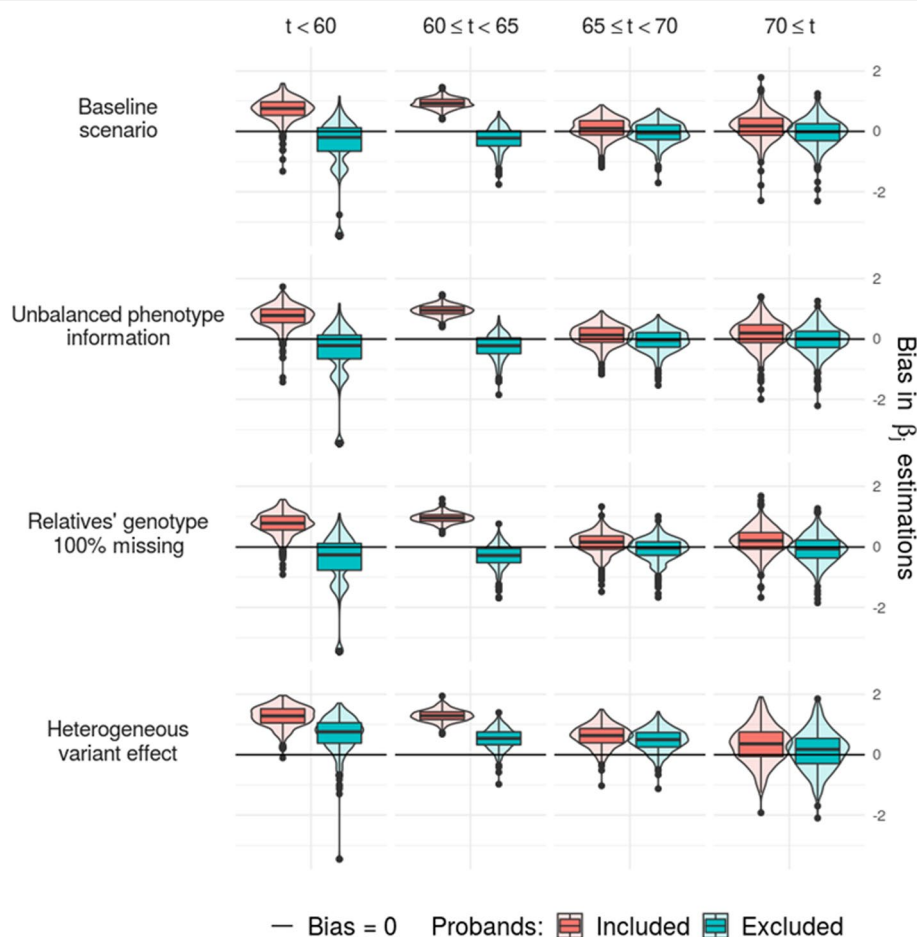 t < 60 60 ≤ t < 65 65 ≤ t < 70 70 ≤ t
Baseline
scenario
2
0
-2
Unbalanced phenotype
information
2
0
-2
Relatives' genotype
100% missing
2
0
-2
Heterogeneous
variant effect
2
0
-2
Bias in βj estimations
Bias = 0 Probands: Included Excluded